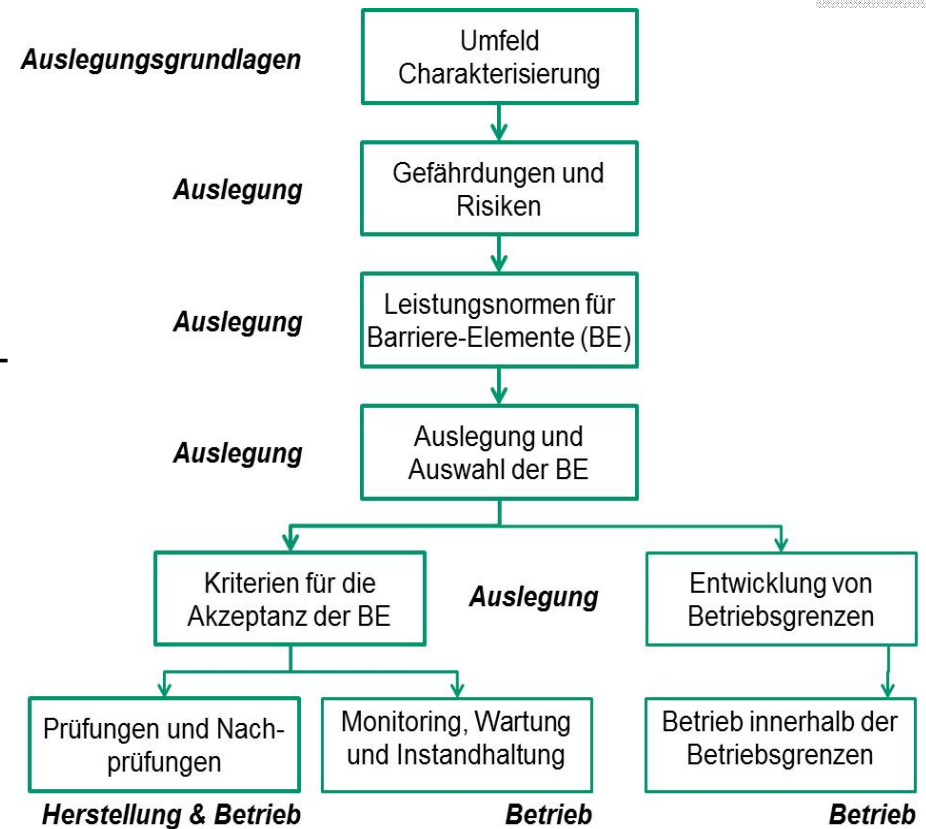 Auslegungsgrundlagen
Umfeld
Charakterisierung
Auslegung
Gefährdungen und
Risiken
Auslegung
Leistungsnormen für
Barriere-Elemente (BE)
Auslegung
Auslegung und
Auswahl der BE
Kriterien für die
Akzeptanz der BE
Auslegung
Entwicklung von
Betriebsgrenzen
Prüfungen und Nach-
prüfungen
Monitoring, Wartung
und Instandhaltung
Betrieb innerhalb der
Betriebsgrenzen
Herstellung & Betrieb
Betrieb
Betrieb